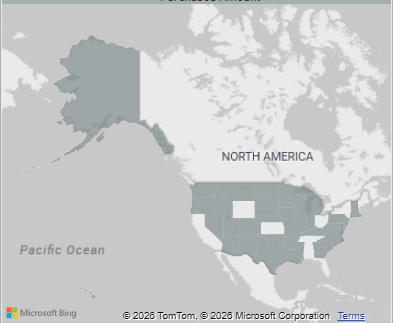 NORTH AMERICA
Pacific Ocean
Microsoft Bing
© 2026 TomTom, © 2026 Microsoft Corporation Terms